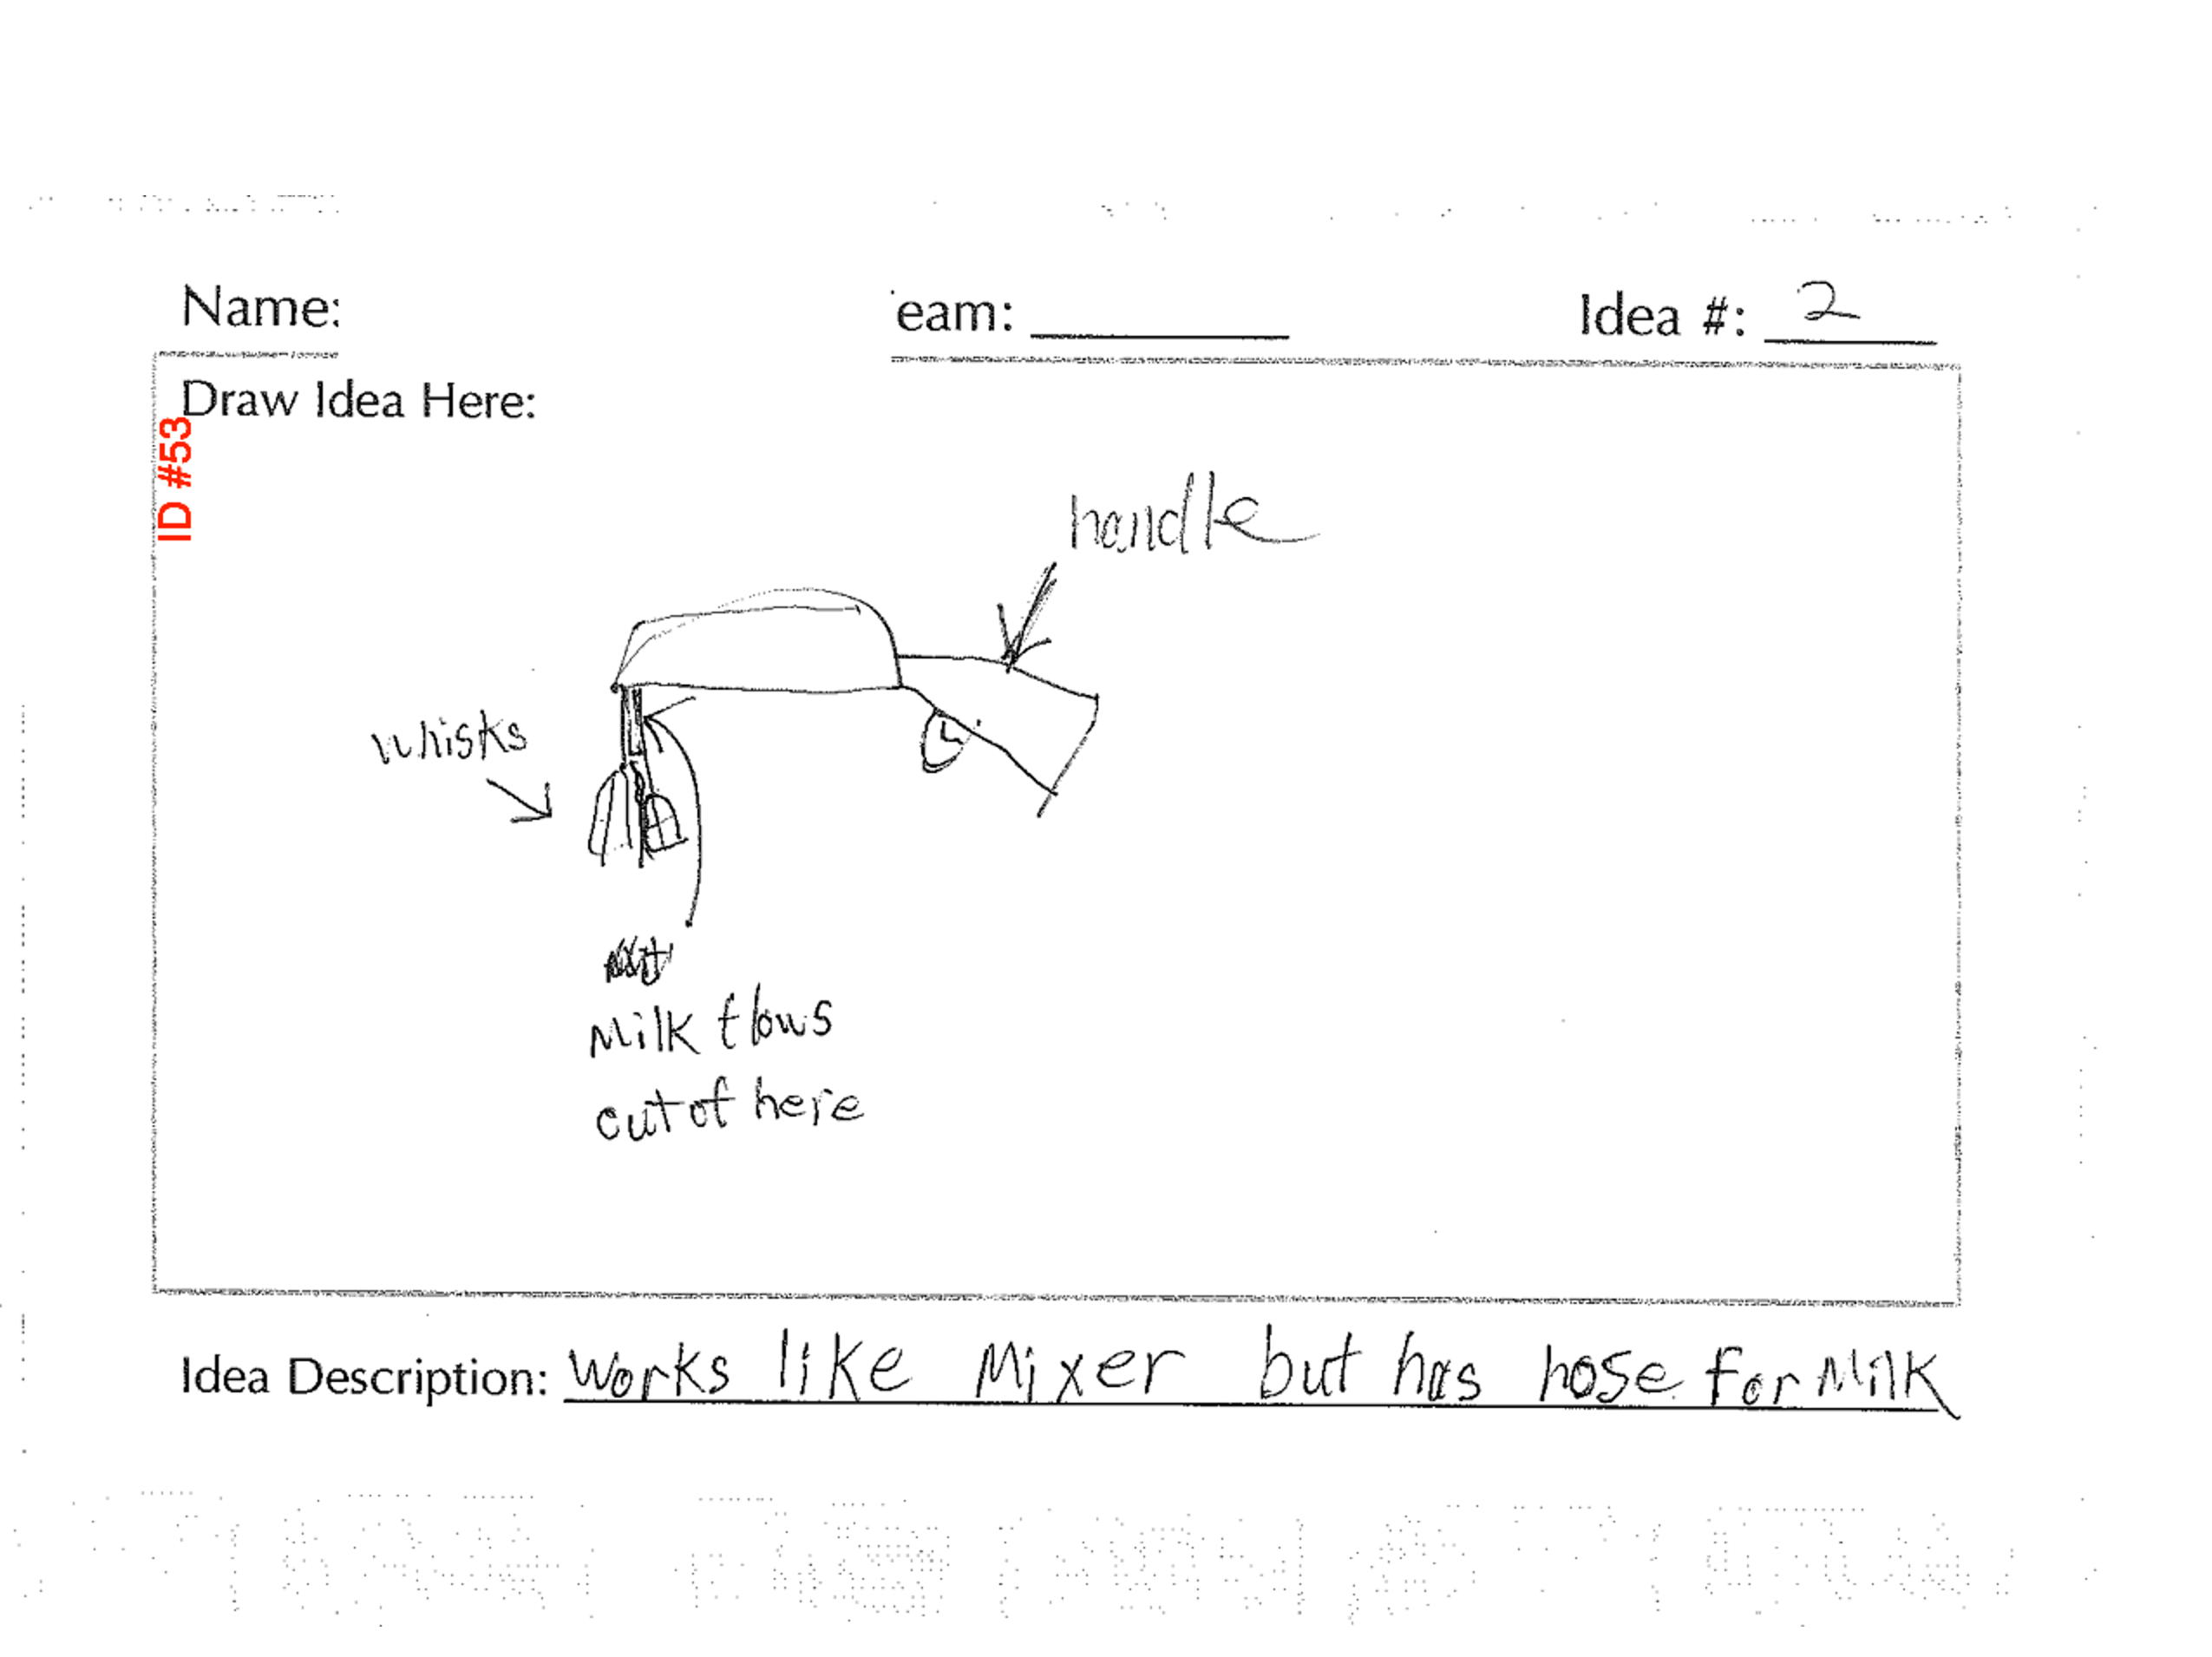 Name:
eam:
Idea #: 2
Draw Idea Here:
ID #53
handle
whisks
Milk flows
out of here
Idea Description: Works like Mixer but has hose for Milk